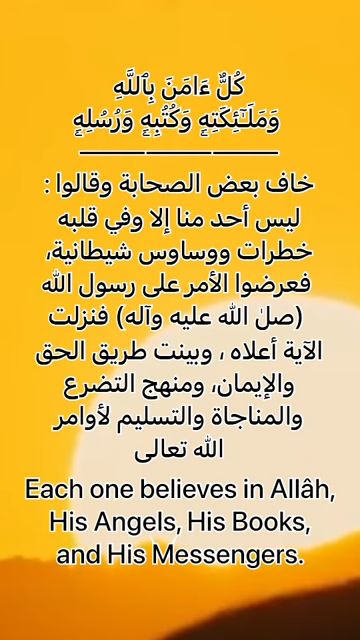 كُلٌّ ءَامَنَ بِٱللَّهِ
وَمَلَـٰٓئِكَتِهِۦ وَكُتُبِهِۦ وَرُسُلِهِۦ
خاف بعض الصحابة وقالوا :
ليس أحد منا إلا وفي قلبه
خطرات ووساوس شيطانية،
فعرضوا الأمر على رسول الله
(صلى الله عليه وآله) فنزلت
الآية أعلاه ، وبينت طريق الحق
والإيمان، ومنهج التضرع
والمناجاة والتسليم لأوامر
الله تعالى
Each one believes in Allâh,
His Angels, His Books,
and His Messengers.